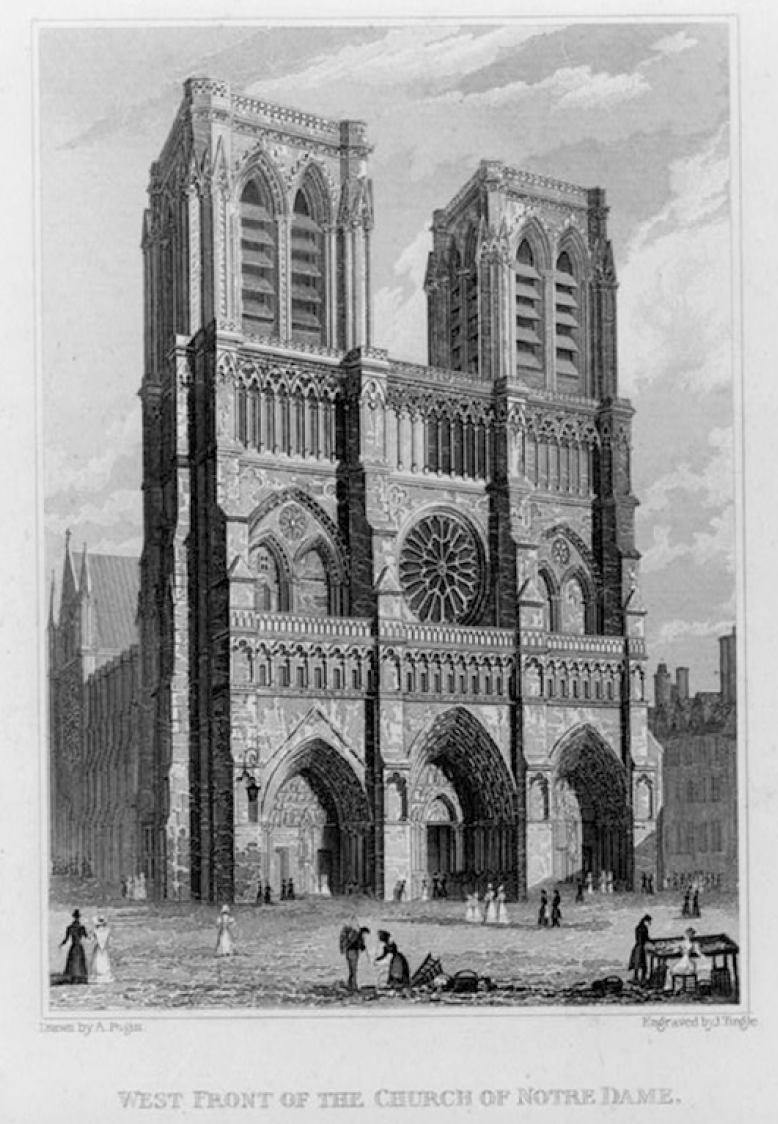 Drawn by A. Pugin.
Engraved by J. Tingle.
WEST FRONT OF THE CHURCH OF NOTRE DAME.